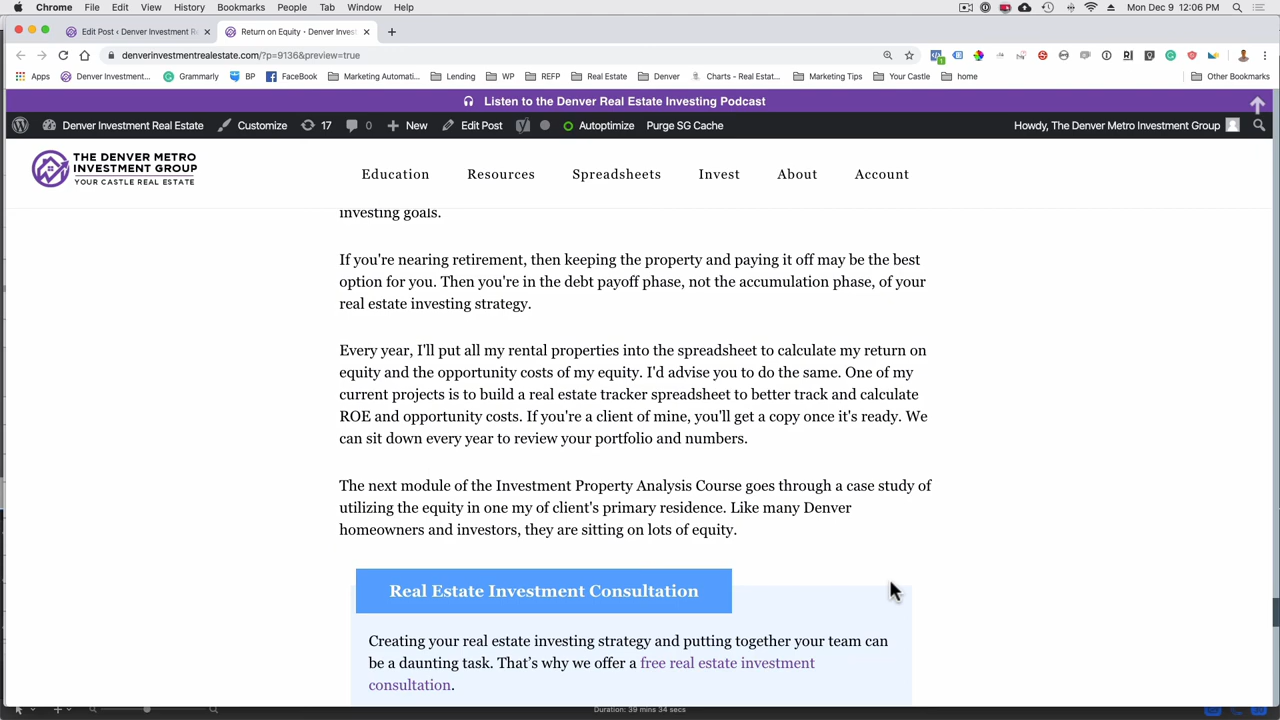 Chrome File Edit View History Bookmarks People Tab Window Help Mon Dec 9 12:06 PM
Edit Post ‹ Denver Investment R
Return on Equity - Denver Inves
denverinvestmentrealestate.com/?p=9136&preview=true
Apps Denver Investment... Grammarly BP FaceBook Marketing Automati... Lending WP REFP Real Estate Denver Charts - Real Estat... Marketing Tips Your Castle home Other Bookmarks
Listen to the Denver Real Estate Investing Podcast
Denver Investment Real Estate Customize 17 0 New Edit Post Autoptimize Purge SG Cache Howdy, The Denver Metro Investment Group
THE DENVER METRO
INVESTMENT GROUP
YOUR CASTLE REAL ESTATE
Education Resources Spreadsheets Invest About Account
investing goals.
If you're nearing retirement, then keeping the property and paying it off may be the best
option for you. Then you're in the debt payoff phase, not the accumulation phase, of your
real estate investing strategy.
Every year, I'll put all my rental properties into the spreadsheet to calculate my return on
equity and the opportunity costs of my equity. I'd advise you to do the same. One of my
current projects is to build a real estate tracker spreadsheet to better track and calculate
ROE and opportunity costs. If you're a client of mine, you'll get a copy once it's ready. We
can sit down every year to review your portfolio and numbers.
The next module of the Investment Property Analysis Course goes through a case study of
utilizing the equity in one my of client's primary residence. Like many Denver
homeowners and investors, they are sitting on lots of equity.
Real Estate Investment Consultation
Creating your real estate investing strategy and putting together your team can
be a daunting task. That's why we offer a free real estate investment
consultation.
Duration: 39 mins 34 secs